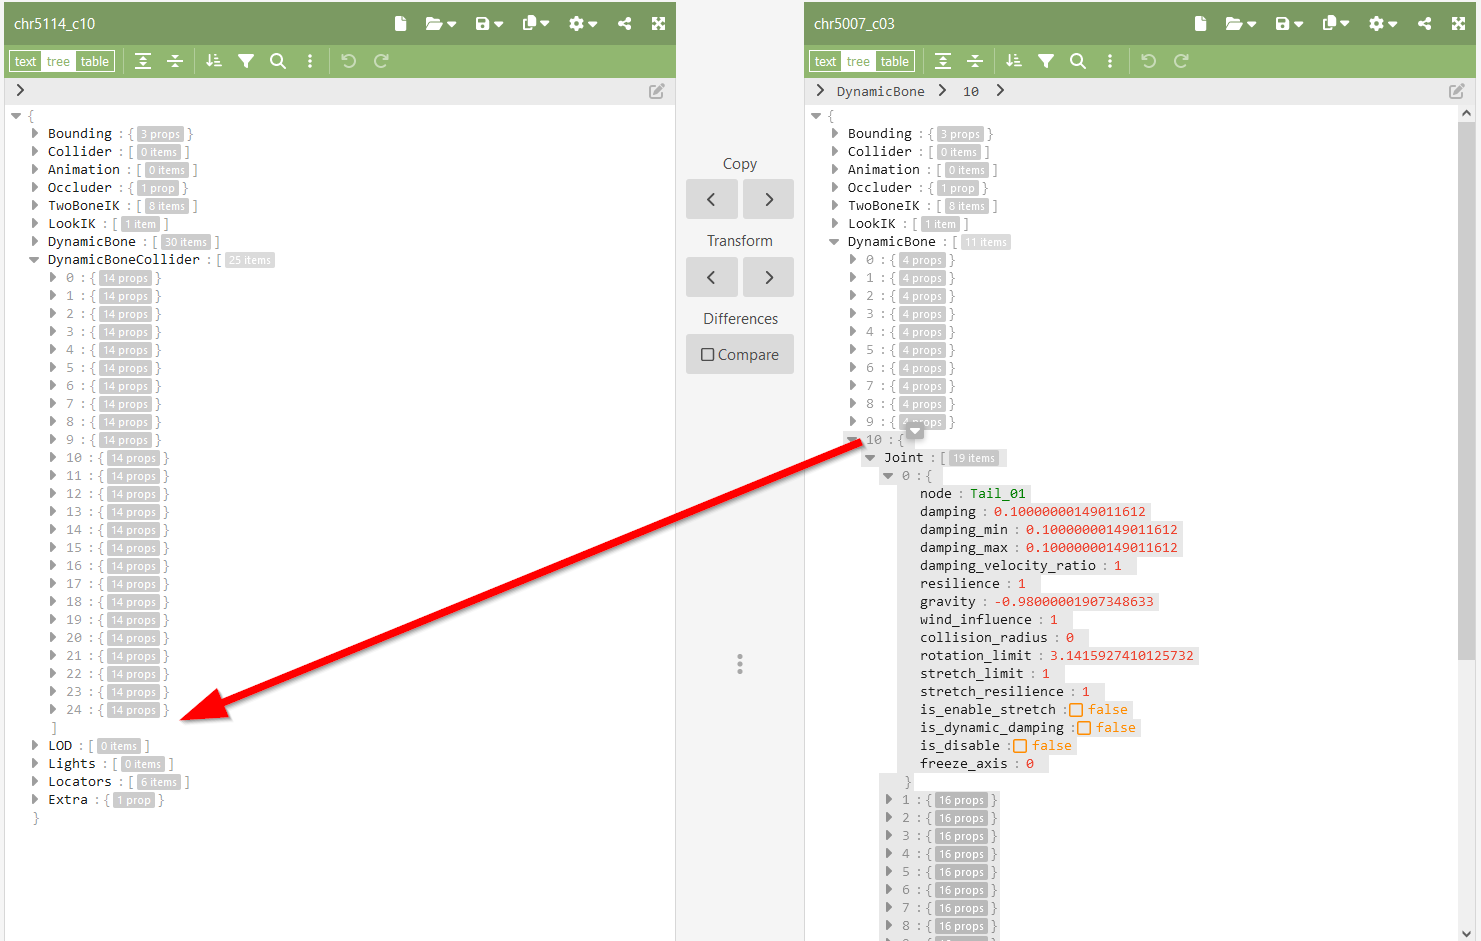 chr5114_c10
text tree table
{
Bounding : { 3 props }
Collider : [ 0 items ]
Animation : [ 0 items ]
Occluder : { 1 prop }
TwoBoneIK : [ 8 items ]
LookIK : [ 1 item ]
DynamicBone : [ 30 items ]
DynamicBoneCollider : [ 25 items
0 : { 14 props }
1 : { 14 props }
2 : { 14 props }
3 : { 14 props }
4 : { 14 props }
5 : { 14 props }
6 : { 14 props }
7 : { 14 props }
8 : { 14 props }
9 : { 14 props }
10 : { 14 props }
11 : { 14 props }
12 : { 14 props }
13 : { 14 props }
14 : { 14 props }
15 : { 14 props }
16 : { 14 props }
17 : { 14 props }
18 : { 14 props }
19 : { 14 props }
20 : { 14 props }
21 : { 14 props }
22 : { 14 props }
23 : { 14 props }
24 : { 14 props }
]
LOD : [ 0 items ]
Lights : [ 0 items ]
Locators : [ 6 items ]
Extra : { 1 prop }
}
Copy
Transform
Differences
Compare
chr5007_c03
text tree table
DynamicBone > 10 >
{
Bounding : { 3 props }
Collider : [ 0 items ]
Animation : [ 0 items ]
Occluder : { 1 prop }
TwoBoneIK : [ 8 items ]
LookIK : [ 1 item ]
DynamicBone : [ 11 items
0 : { 4 props }
1 : { 4 props }
2 : { 4 props }
3 : { 4 props }
4 : { 4 props }
5 : { 4 props }
6 : { 4 props }
7 : { 4 props }
8 : { 4 props }
9 : { 4 props }
10 : {
Joint : [ 19 items
0 : {
node : Tail_01
damping : 0.10000000149011612
damping_min : 0.10000000149011612
damping_max : 0.10000000149011612
damping_velocity_ratio : 1
resilience : 1
gravity : -0.980000019073486​33
wind_influence : 1
collision_radius : 0
rotation_limit : 3.1415927410125732
stretch_limit : 1
stretch_resilience : 1
is_enable_stretch : false
is_dynamic_damping : false
is_disable : false
freeze_axis : 0
}
1 : { 16 props }
2 : { 16 props }
3 : { 16 props }
4 : { 16 props }
5 : { 16 props }
6 : { 16 props }
7 : { 16 props }
8 : { 16 props }